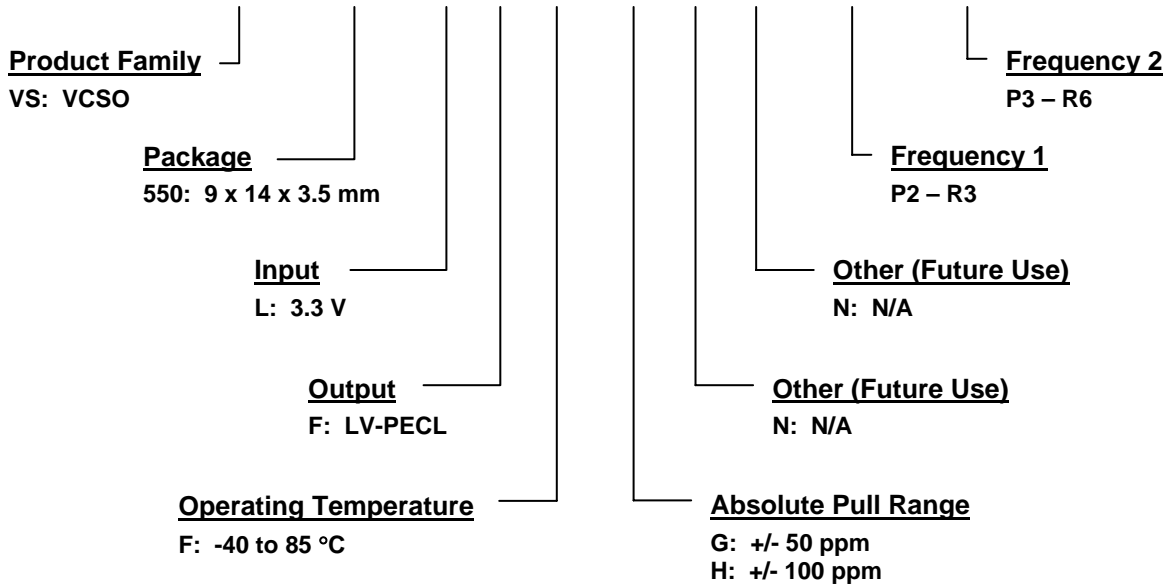 Product Family
VS: VCSO
Frequency 2
P3 – R6
Package
550: 9 x 14 x 3.5 mm
Frequency 1
P2 – R3
Input
L: 3.3 V
Other (Future Use)
N: N/A
Output
F: LV-PECL
Other (Future Use)
N: N/A
Operating Temperature
F: -40 to 85 °C
Absolute Pull Range
G: +/- 50 ppm
H: +/- 100 ppm